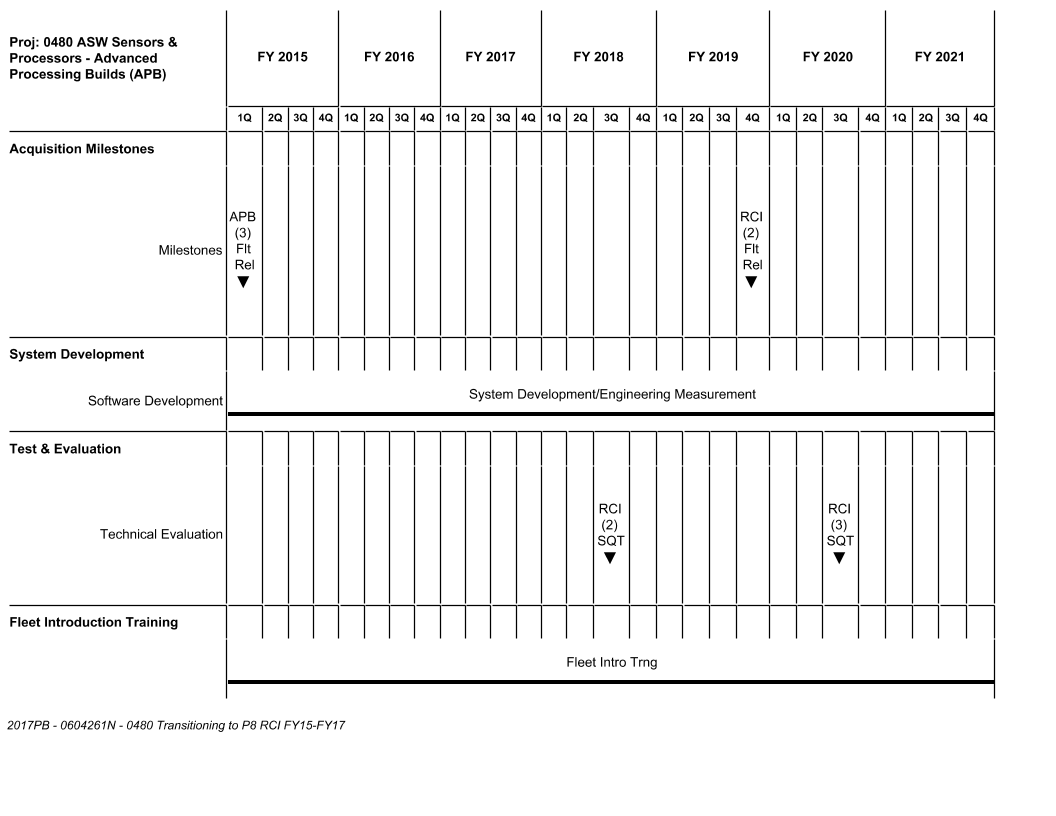 Proj: 0480 ASW Sensors &
Processors - Advanced
Processing Builds (APB)
FY 2015 FY 2016 FY 2017 FY 2018 FY 2019 FY 2020 FY 2021
1Q 2Q 3Q 4Q 1Q 2Q 3Q 4Q 1Q 2Q 3Q 4Q 1Q 2Q 3Q 4Q 1Q 2Q 3Q 4Q 1Q 2Q 3Q 4Q 1Q 2Q 3Q 4Q
Acquisition Milestones
Milestones
APB
(3)
Flt
Rel
RCI
(2)
Flt
Rel
System Development
Software Development
System Development/Engineering Measurement
Test & Evaluation
Technical Evaluation
RCI
(2)
SQT
RCI
(3)
SQT
Fleet Introduction Training
Fleet Intro Trng
2017PB - 0604261N - 0480 Transitioning to P8 RCI FY15-FY17